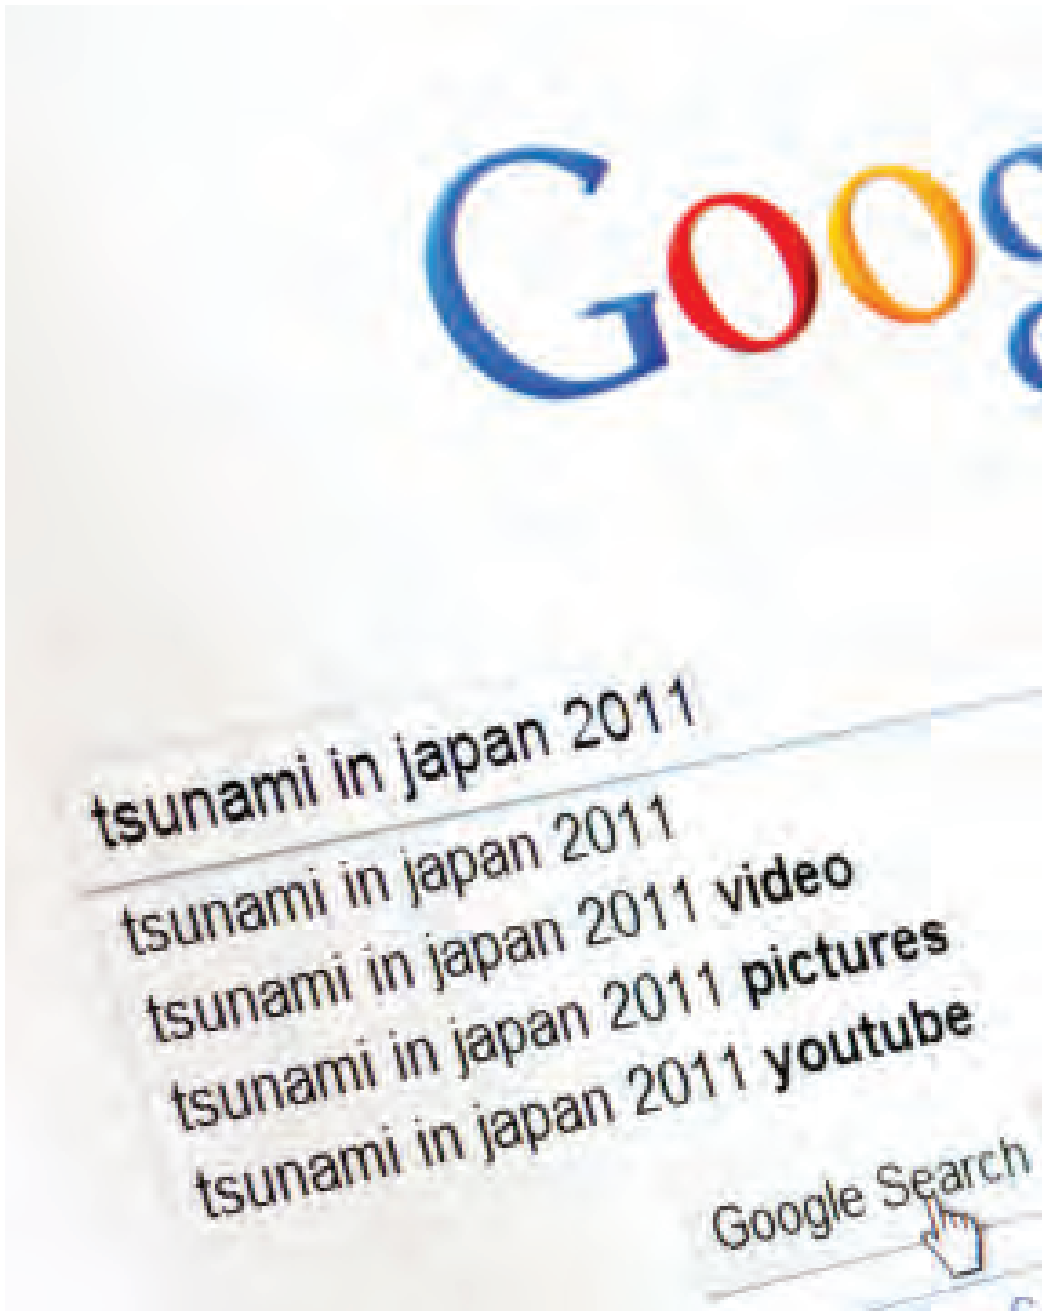 Goog
tsunami in japan 2011
tsunami in japan 2011
tsunami in japan 2011 video
tsunami in japan 2011 pictures
tsunami in japan 2011 youtube
Google Search